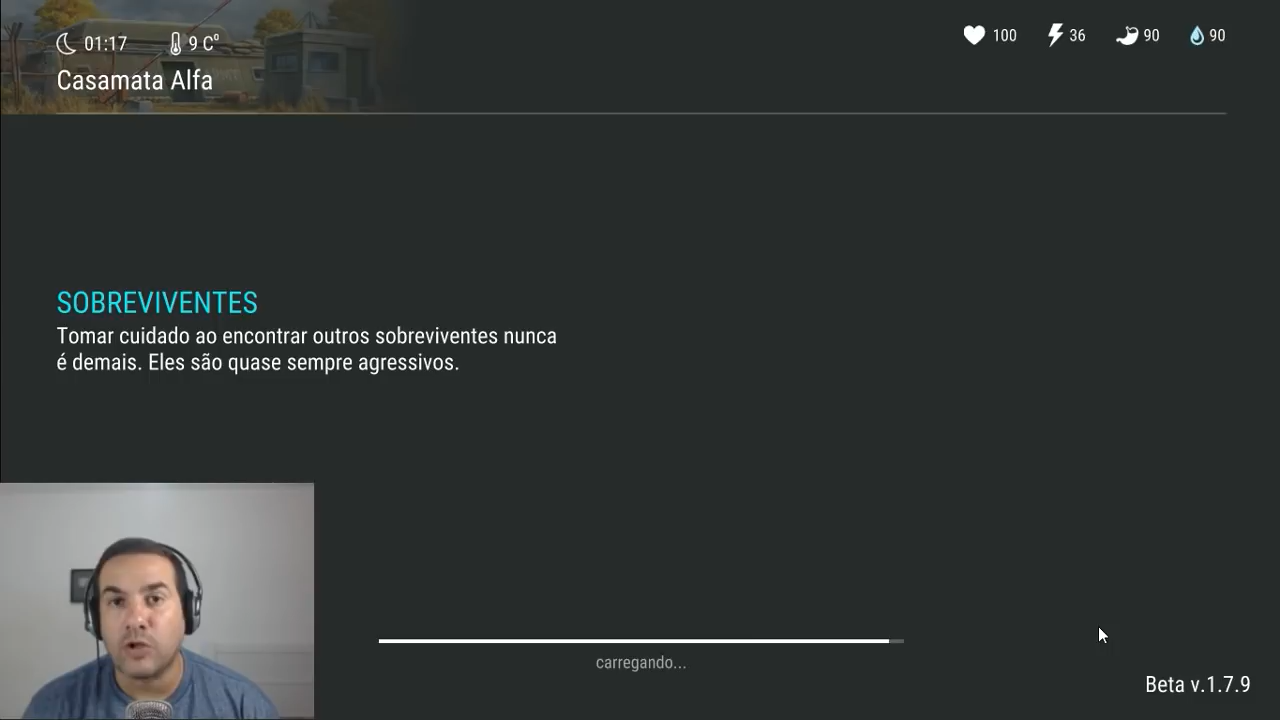 01:17 9 Cº
100 36 90 90
Casamata Alfa
SOBREVIVENTES
Tomar cuidado ao encontrar outros sobreviventes nunca
é demais. Eles são quase sempre agressivos.
carregando...
Beta v.1.7.9